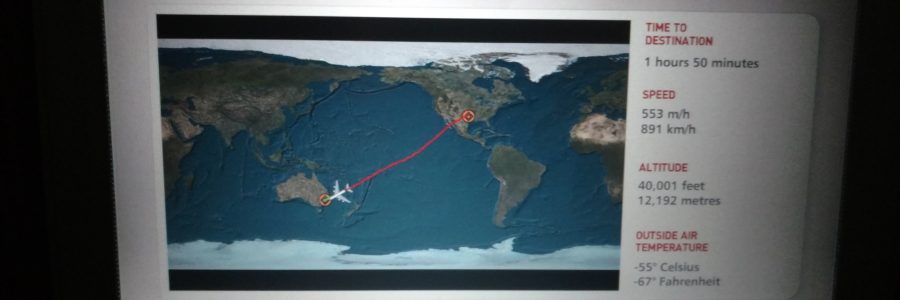 TIME TO
DESTINATION
1 hours 50 minutes
SPEED
553 m/h
891 km/h
ALTITUDE
40,001 feet
12,192 metres
OUTSIDE AIR
TEMPERATURE
-55° Celsius
-67° Fahrenheit